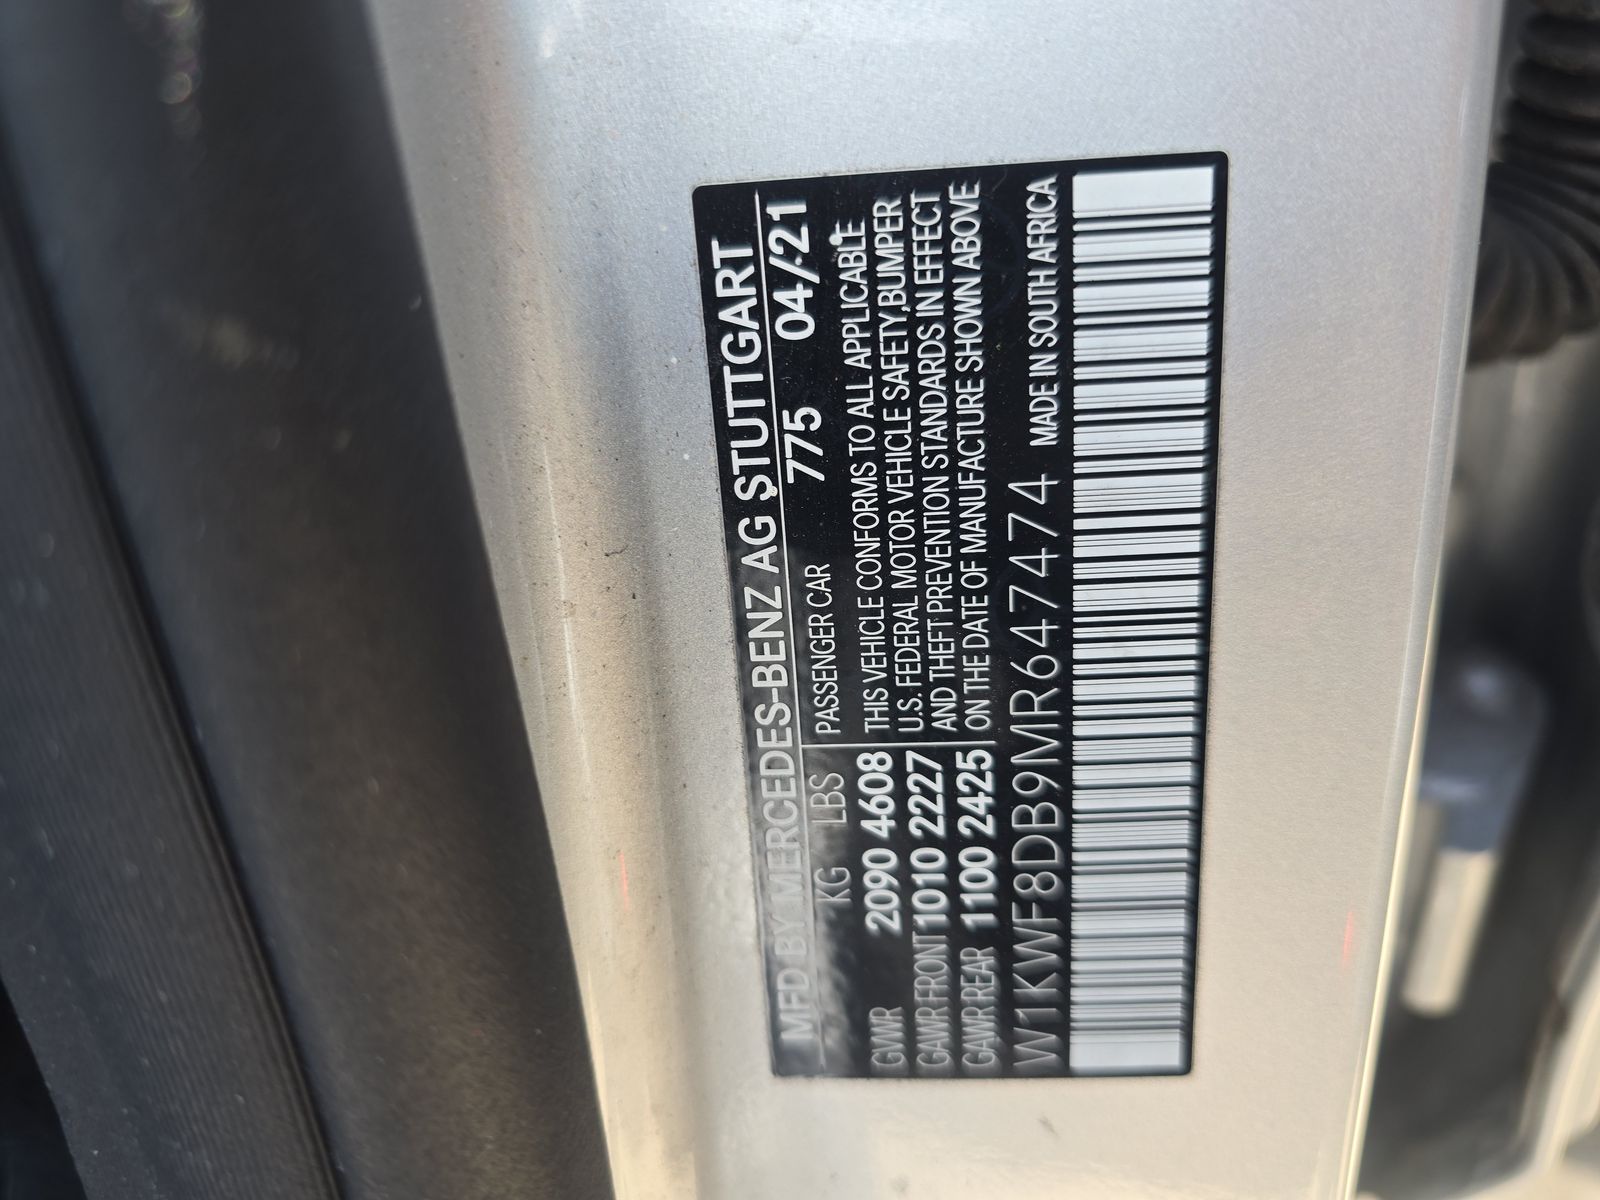 MFD BY MERCEDES-BENZ AG STUTTGART
KG LBS PASSENGER CAR 775 04/21
GVWR 2090 4608 THIS VEHICLE CONFORMS TO ALL APPLICABLE
GAWR FRONT 1010 2227 U.S. FEDERAL MOTOR VEHICLE SAFETY,BUMPER
GAWR REAR 1100 2425 AND THEFT PREVENTION STANDARDS IN EFFECT
ON THE DATE OF MANUFACTURE SHOWN ABOVE
W1KWF8DB9MR647474 MADE IN SOUTH AFRICA